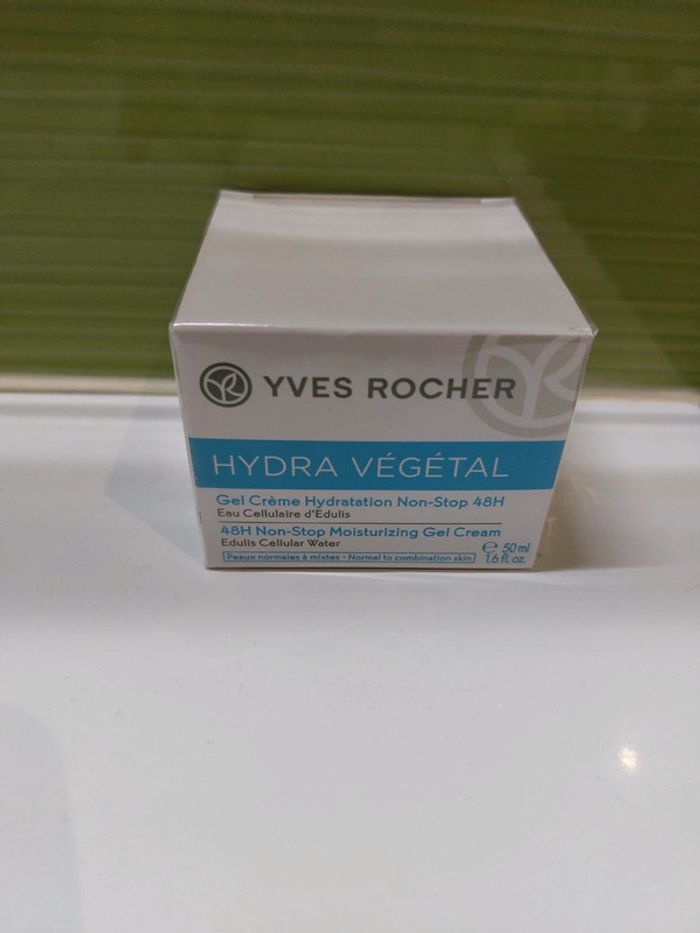 YVES ROCHER
HYDRA VÉGÉTAL
Gel Crème Hydratation Non-Stop 48H
Eau Cellulaire d'Edulis
48H Non-Stop Moisturizing Gel Cream
Edulis Cellular Water
Peaux normales à mixtes • Normal to combination skin
℮ 50 ml
1.6 fl. oz.